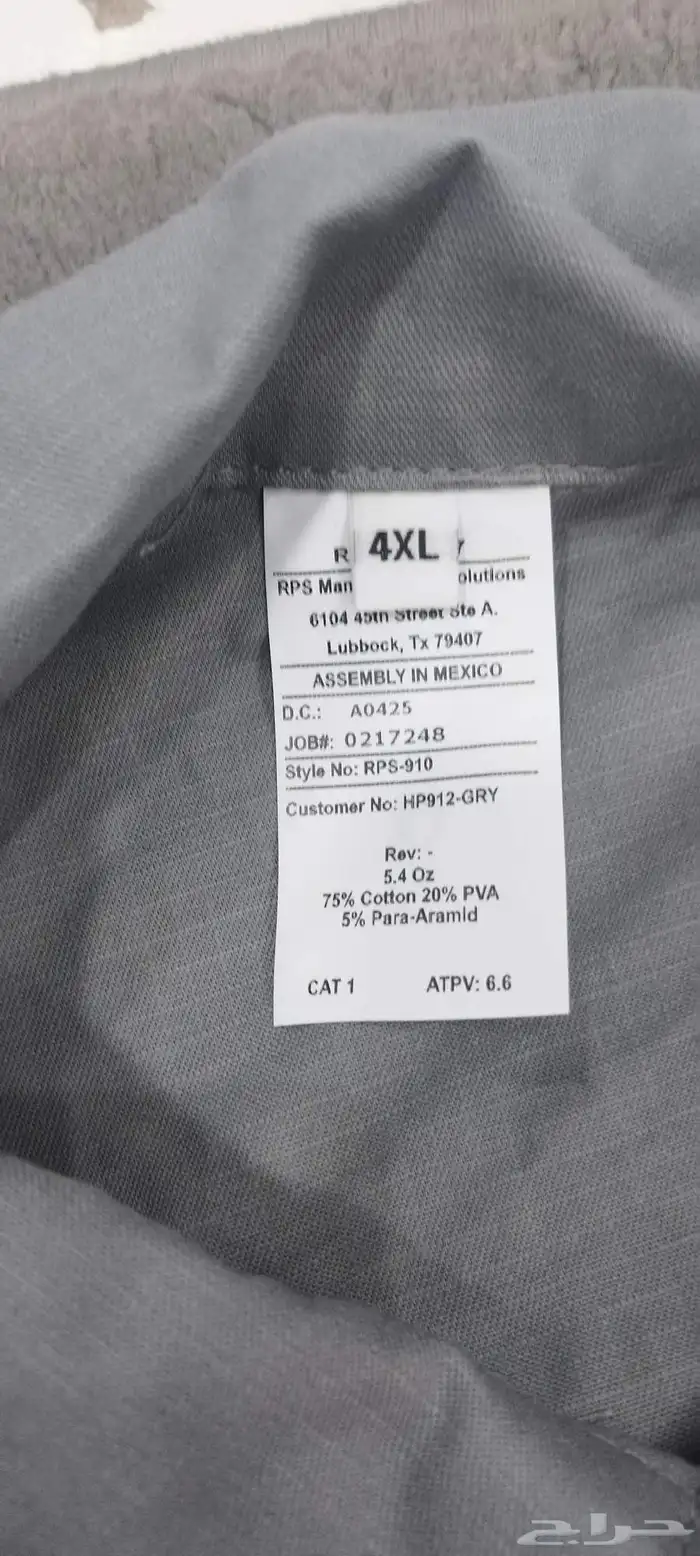 4XL
R
RPS Man olutions
6104 45th Street Ste A.
Lubbock, Tx 79407
ASSEMBLY IN MEXICO
D.C.: A0425
JOB#: 0217248
Style No: RPS-910
Customer No: HP912-GRY
Rev: -
5.4 Oz
75% Cotton 20% PVA
5% Para-Aramid
CAT 1 ATPV: 6.6
حراج